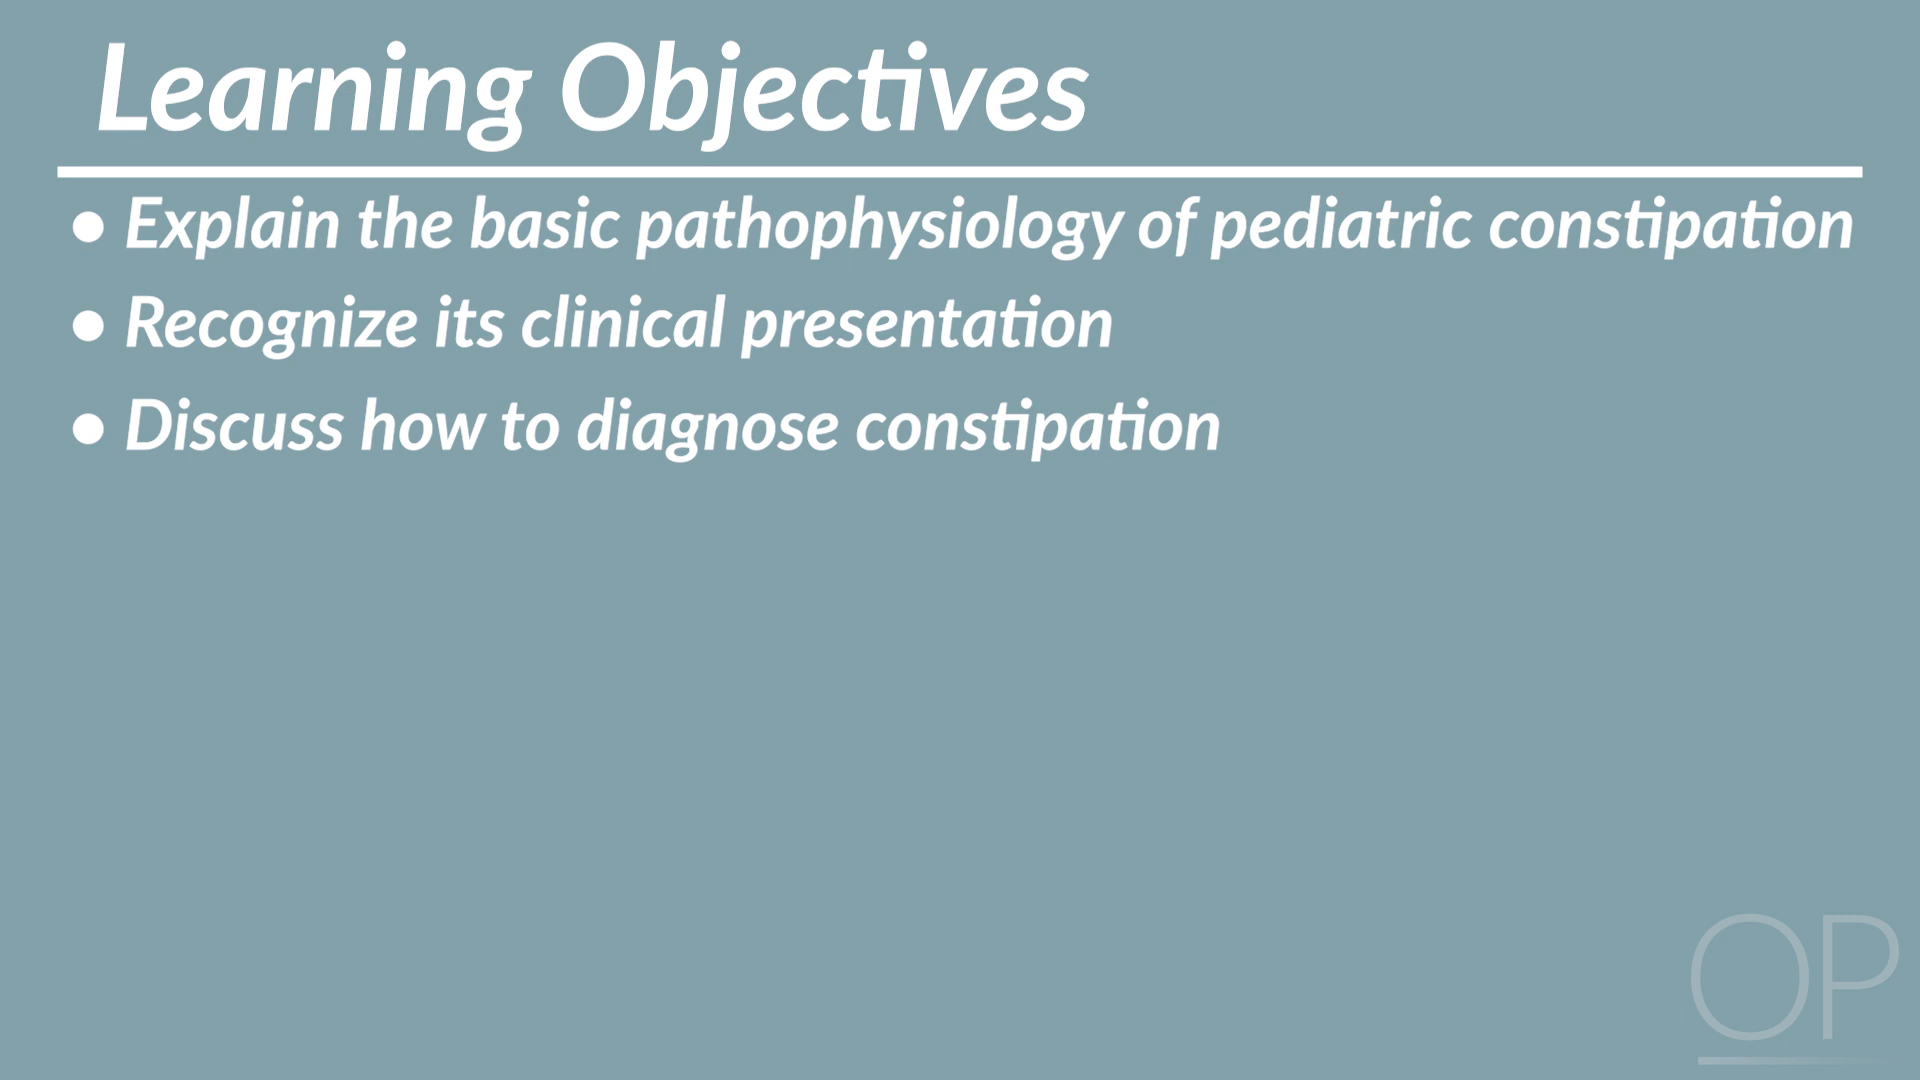 Learning Objectives
• Explain the basic pathophysiology of pediatric constipation
• Recognize its clinical presentation
• Discuss how to diagnose constipation
OP